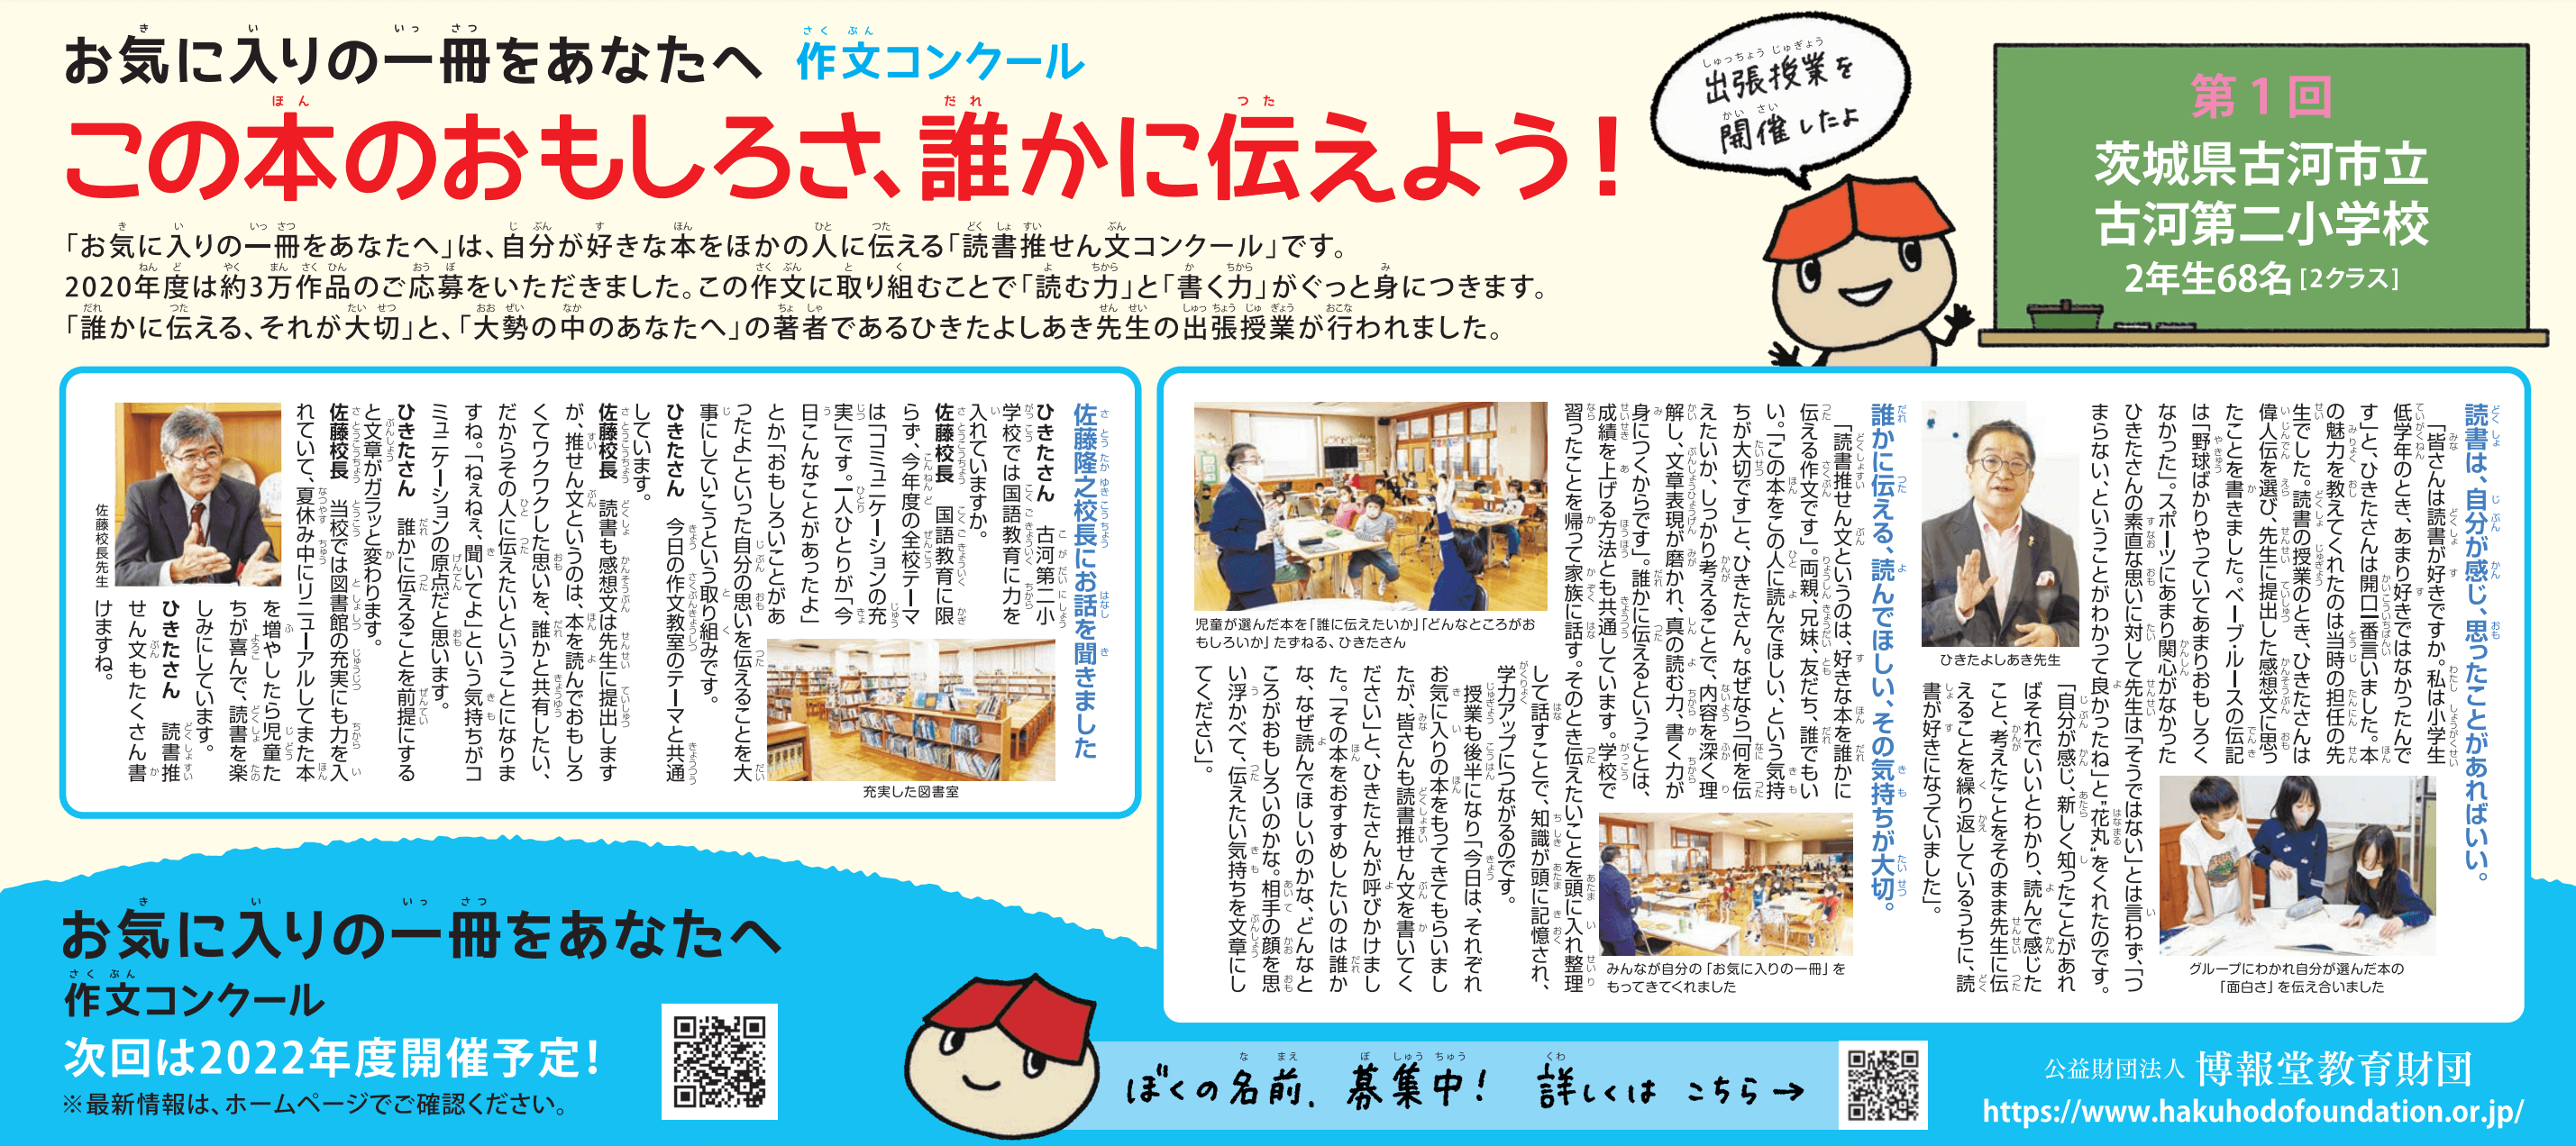 お気に入りの一冊をあなたへ 作文コンクール
この本のおもしろさ、誰かに伝えよう!
「お気に入りの一冊をあなたへ」は、自分が好きな本をほかの人に伝える「読書推せん文コンクール」です。
2020年度は約3万作品のご応募をいただきました。この作文に取り組むことで「読む力」と「書く力」がぐっと身につきます。
「誰かに伝える、それが大切」と、「大勢の中のあなたへ」の著者であるひきたよしあき先生の出張授業が行われました。
出張授業を
開催したよ
第1回
茨城県古河市立
古河第二小学校
2年生68名[2クラス]
読書は、自分が感じ、思ったことがあればいい。
「皆さんは読書が好きですか。私は小学生
低学年のとき、あまり好きではなかったんで
す」と、ひきたさんは開口一番言いました。本
の魅力を教えてくれたのは当時の担任の先
生でした。読書の授業のとき、ひきたさんは
偉人伝を選び、先生に提出した感想文に思っ
たことを書きました。「ベーブ・ルースの伝記
は「野球ばかりやっていてあまりおもしろく
なかった」。スポーツにあまり関心がなかった
ひきたさんの素直な思いに対して先生は「そうではない」とは言わず、「つ
まらない、ということがわかって良かったね」と“花丸”をくれたのです。
「自分が感じ、新しく知ったことがあれ
ばそれでいいとわかり、読んで感じた
こと、考えたことをそのまま先生に伝
えることを繰り返しているうちに、読
書が好きになっていました」。
ひきたよしあき先生
グループにわかれ自分が選んだ本の
「面白さ」を伝え合いました
誰かに伝える、読んでほしい、その気持ちが大切。
「読書推せん文というのは、好きな本を誰かに
伝える作文です」。両親、兄妹、友だち、誰でもい
い。「この本をこの人に読んでほしい、という気持
ちが大切です」と、ひきたさん。なぜなら「何を伝
えたいか、しっかり考えることで、内容を深く理
解し、文章表現が磨かれ、真の読む力、書く力が
身につくからです」。誰かに伝えるということは、
成績を上げる方法とも共通しています。学校で
習ったことを帰って家族に話す。そのとき伝えたいことを頭に入れ整理
して話すことで、知識が頭に記憶され、
学力アップにつながるのです。
授業も後半になり「今日は、それぞれ
お気に入りの本をもってきてもらいまし
たが、皆さんも読書推せん文を書いてく
ださい」と、ひきたさんが呼びかけまし
た。「その本をおすすめしたいのは誰か
な、なぜ読んでほしいのかな、どんなと
ころがおもしろいのかな。相手の顔を思
い浮かべて、伝えたい気持ちを文章にし
てください」。
児童が選んだ本を「誰に伝えたいか」「どんなところがお
もしろいか」たずねる、ひきたさん
みんなが自分の「お気に入りの一冊」を
もってきてくれました
佐藤隆之校長にお話を聞きました
ひきたさん 古河第二小
学校では国語教育に力を
入れていますか。
佐藤校長 国語教育に限
らず、今年度の全校テーマ
は「コミュニケーションの充
実」です。一人ひとりが「今
日こんなことがあったよ」
とか「おもしろいことがあ
ったよ」といった自分の思いを伝えることを大
事にしていこうという取り組みです。
ひきたさん 今日の作文教室のテーマと共通
しています。
佐藤校長 読書も感想文は先生に提出します
が、推せん文というのは、本を読んでおもしろ
くてワクワクした思いを、誰かと共有したい、
だからその人に伝えたいということになりま
すね。「ねえねえ、聞いてよ」という気持ちがコ
ミュニケーションの原点だと思います。
ひきたさん 誰かに伝えることを前提にする
と文章がガラッと変わります。
佐藤校長 当校では図書館の充実にも力を入
れていて、夏休み中にリニューアルしてまた本
を増やしたら児童た
ちが喜んで、読書を楽
しみにしています。
ひきたさん 読書推
せん文もたくさん書
けますね。
佐藤校長先生
充実した図書室
お気に入りの一冊をあなたへ
作文コンクール
次回は2022年度開催予定!
※最新情報は、ホームページでご確認ください。
ぼくの名前、募集中! 詳しくは こちら→
公益財団法人 博報堂教育財団
https://www.hakuhodofoundation.or.jp/